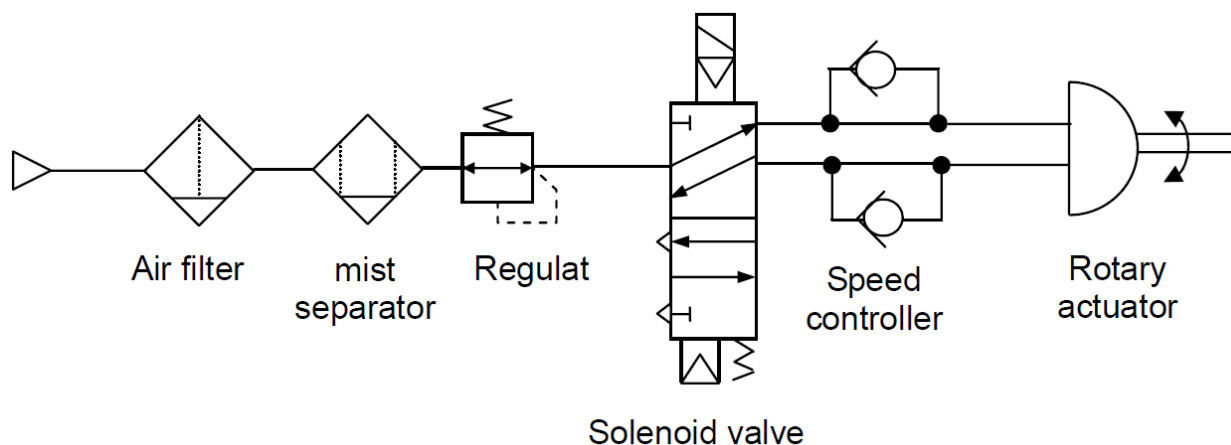 Air filter
mist
separator
Regulat
Speed
controller
Rotary
actuator
Solenoid valve